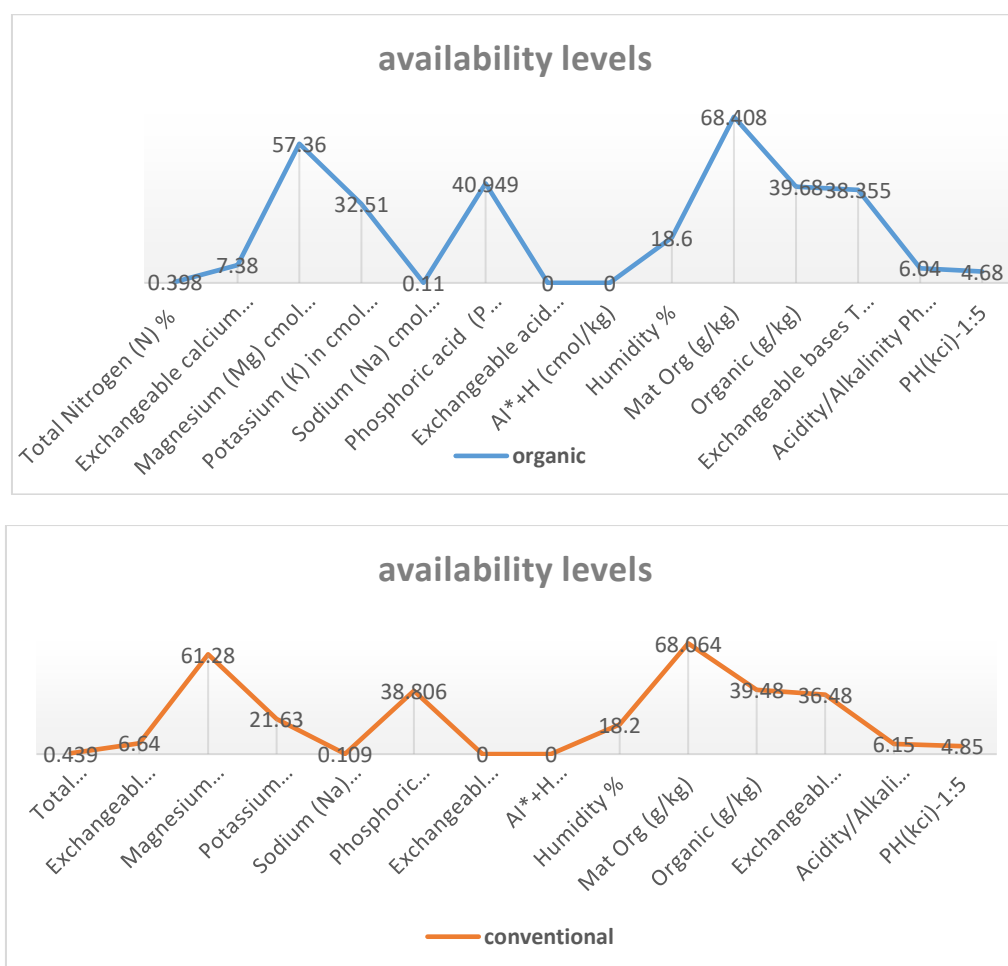 availability levels
0.398
7.38
57.36
32.51
0.11
40.949
0
0
18.6
68.408
39.68
38.355
6.04
4.68
Total Nitrogen (N) %
Exchangeable calcium...
Magnesium (Mg) cmol...
Potassium (K) in cmol...
Sodium (Na) cmol...
Phosphoric acid (P...
Exchangeable acid...
Al*+H (cmol/kg)
Humidity %
Mat Org (g/kg)
Organic (g/kg)
Exchangeable bases T...
Acidity/Alkalinity Ph...
PH(kci)-1:5
organic
availability levels
0.439
6.64
61.28
21.63
0.109
38.806
0
0
18.2
68.064
39.48
36.48
6.15
4.85
Total...
Exchangeabl...
Magnesium...
Potassium...
Sodium (Na)...
Phosphoric...
Exchangeabl...
Al*+H...
Humidity %
Mat Org (g/kg)
Organic (g/kg)
Exchangeabl...
Acidity/Alkali...
PH(kci)-1:5
conventional